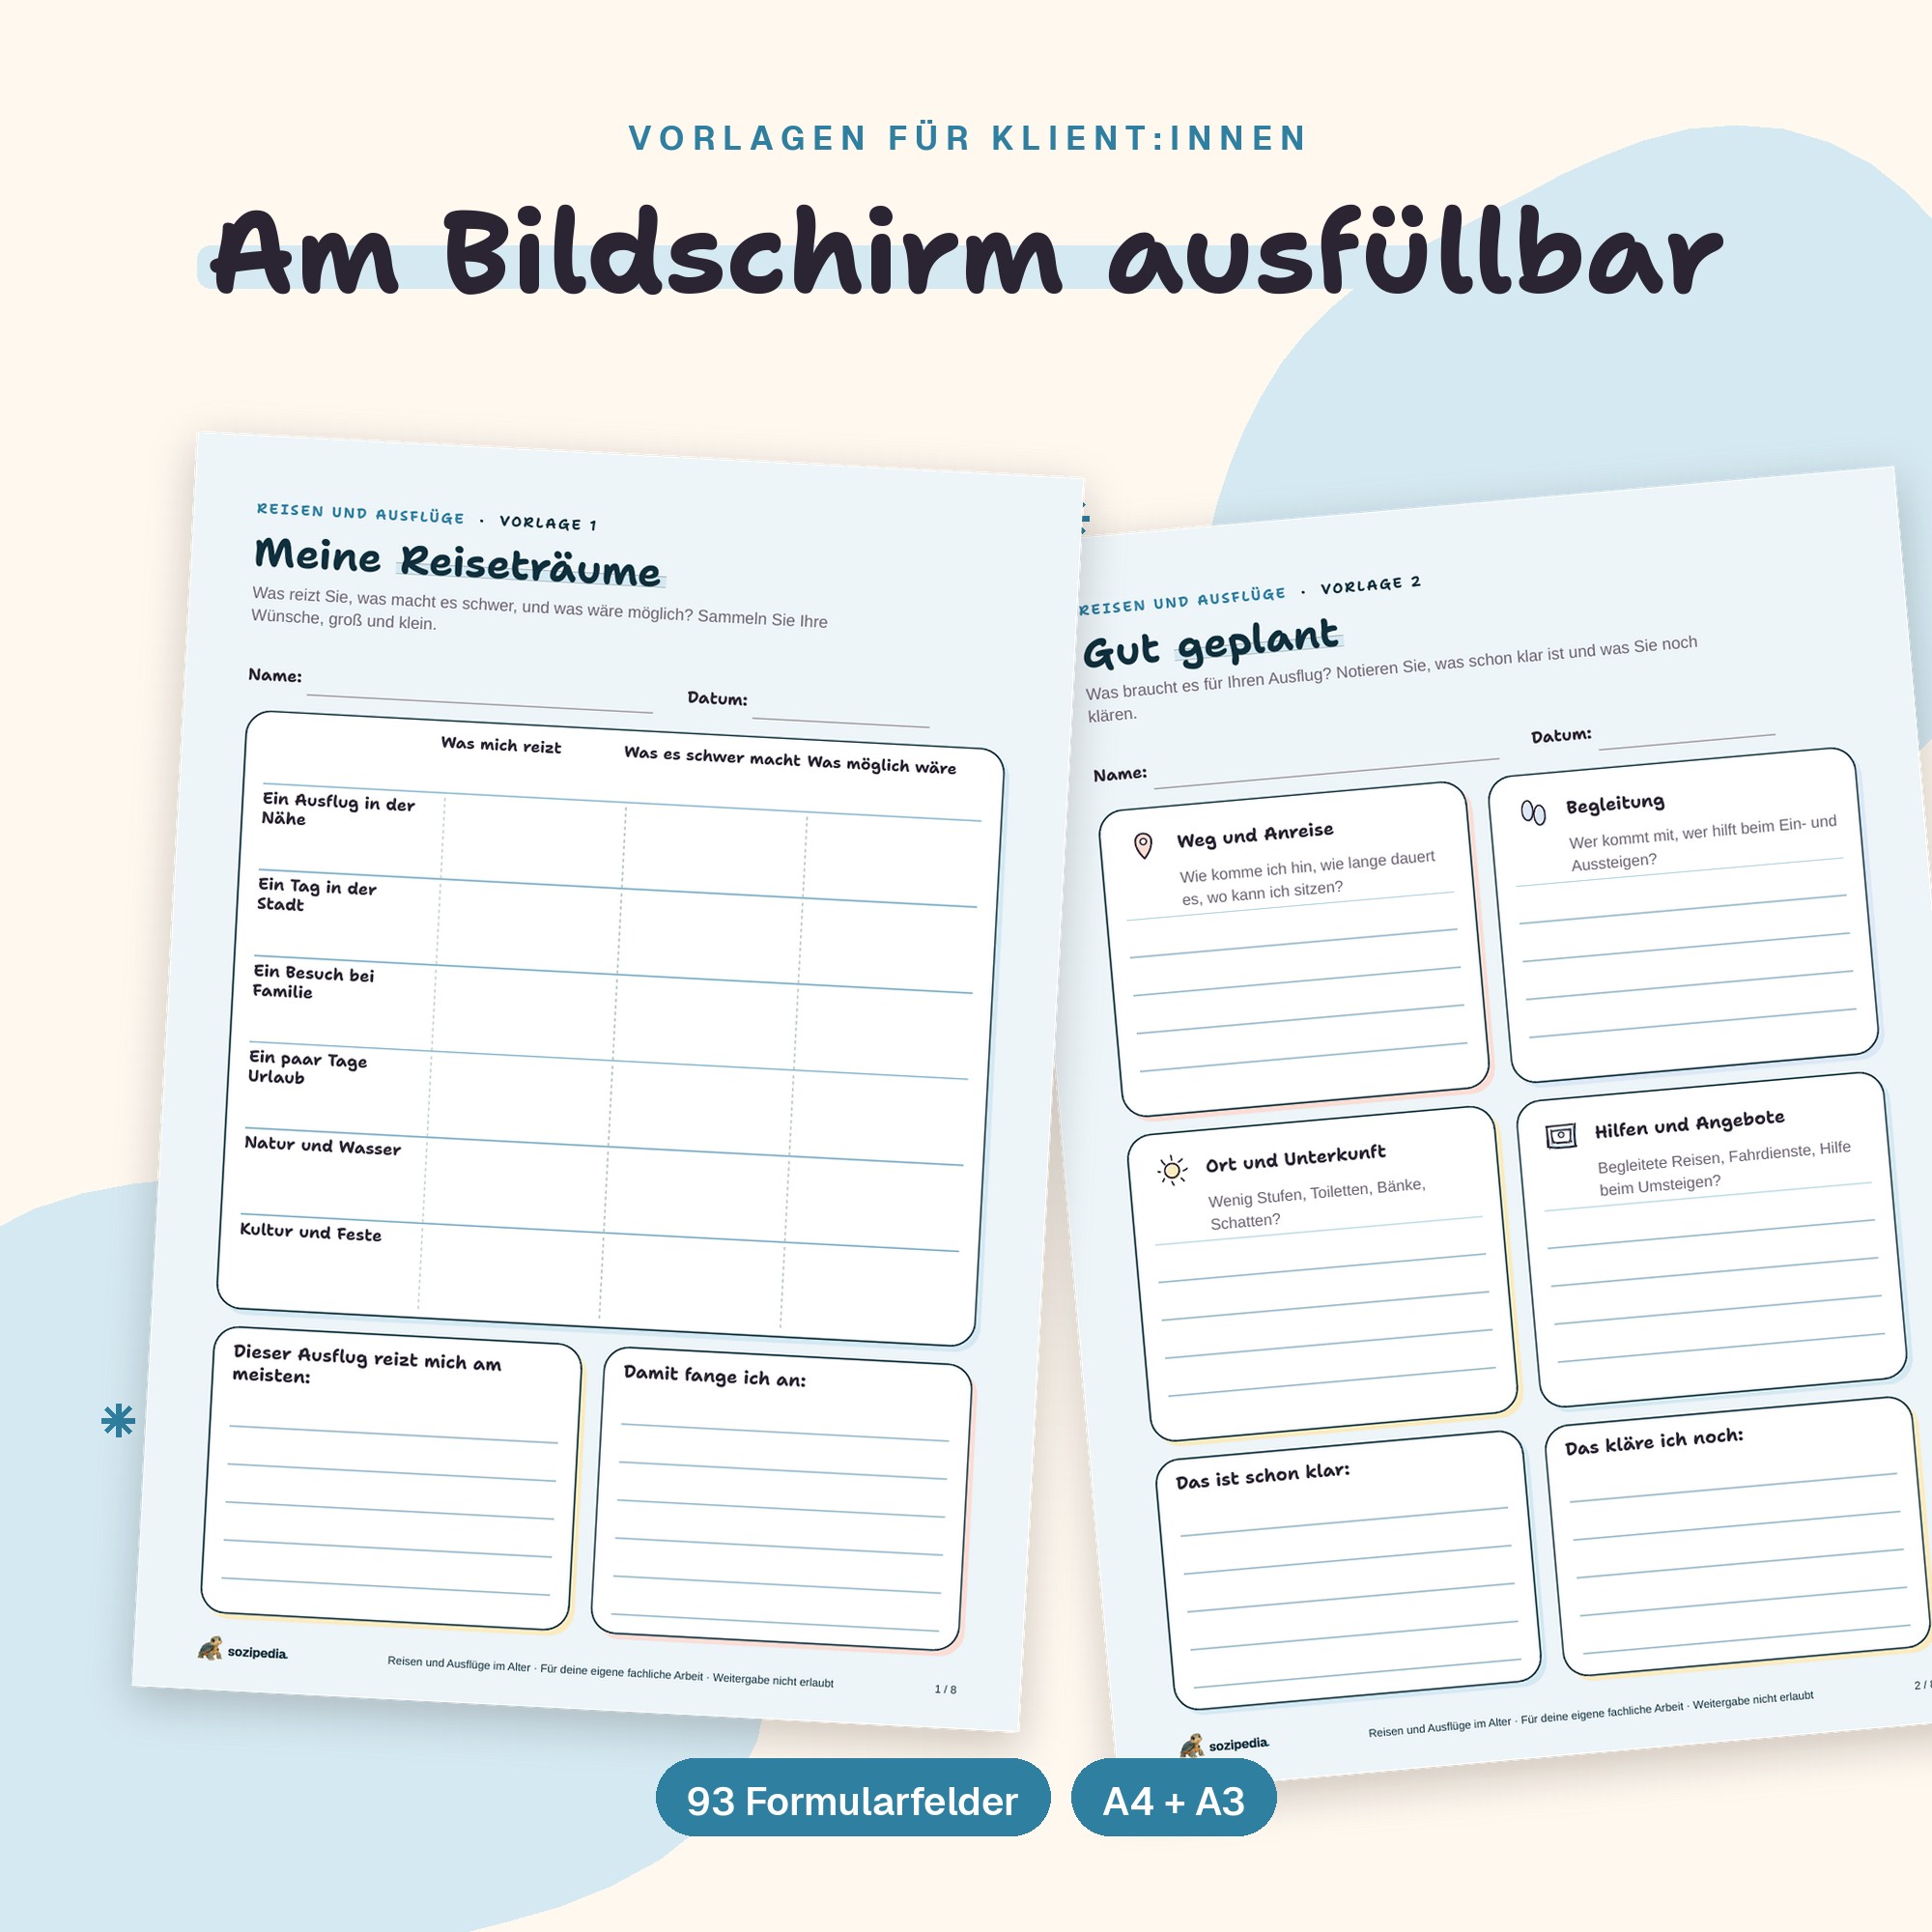 VORLAGEN FÜR KLIENT:INNEN
Am Bildschirm ausfüllbar
REISEN UND AUSFLÜGE · VORLAGE 1
Meine Reiseträume
Was reizt Sie, was macht es schwer, und was wäre möglich? Sammeln Sie Ihre
Wünsche, groß und klein.
Name:
Datum:
Was mich reizt
Was es schwer macht
Was möglich wäre
Ein Ausflug in der
Nähe
Ein Tag in der
Stadt
Ein Besuch bei
Familie
Ein paar Tage
Urlaub
Natur und Wasser
Kultur und Feste
Dieser Ausflug reizt mich am
meisten:
Damit fange ich an:
sozipedia.
Reisen und Ausflüge im Alter · Für deine eigene fachliche Arbeit · Weitergabe nicht erlaubt
1 / 8
REISEN UND AUSFLÜGE · VORLAGE 2
Gut geplant
Was braucht es für Ihren Ausflug? Notieren Sie, was schon klar ist und was Sie noch
klären.
Name:
Datum:
Weg und Anreise
Wie komme ich hin, wie lange dauert
es, wo kann ich sitzen?
Begleitung
Wer kommt mit, wer hilft beim Ein- und
Aussteigen?
Ort und Unterkunft
Wenig Stufen, Toiletten, Bänke,
Schatten?
Hilfen und Angebote
Begleitete Reisen, Fahrdienste, Hilfe
beim Umsteigen?
Das ist schon klar:
Das kläre ich noch:
sozipedia.
Reisen und Ausflüge im Alter · Für deine eigene fachliche Arbeit · Weitergabe nicht erlaubt
2 / 8
93 Formularfelder
A4 + A3